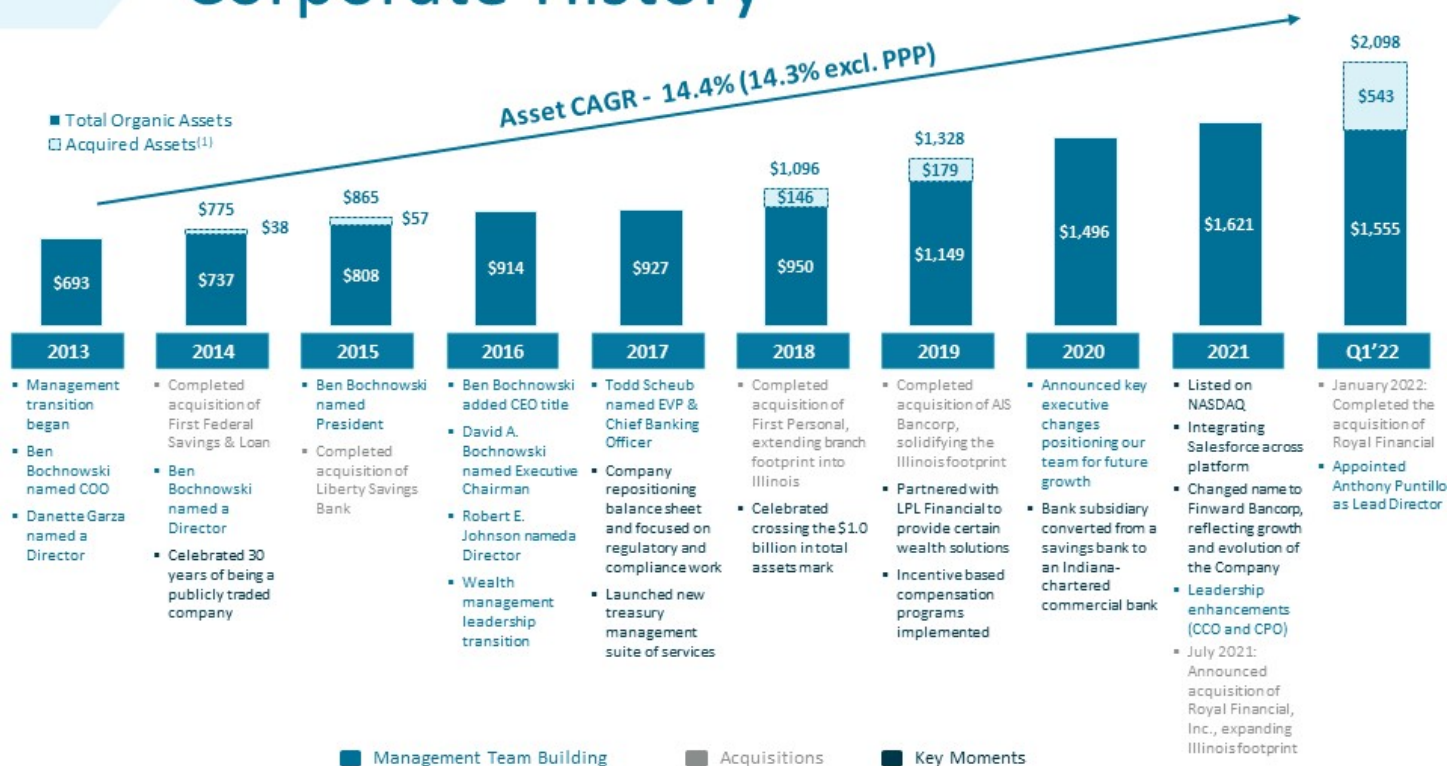 Corporate History
Asset CAGR - 14.4% (14.3% excl. PPP)
Total Organic Assets
Acquired Assets(1)
$693
$775
$38
$737
$865
$57
$808
$914
$927
$1,096
$146
$950
$1,328
$179
$1,149
$1,496
$1,621
$2,098
$543
$1,555
2013
▪ Management
transition
began
▪ Ben
Bochnowski
named COO
▪ Danette Garza
named a
Director
2014
▪ Completed
acquisition of
First Federal
Savings & Loan
▪ Ben
Bochnowski
named a
Director
▪ Celebrated 30
years of being a
publicly traded
company
2015
▪ Ben Bochnowski
named
President
▪ Completed
acquisition of
Liberty Savings
Bank
2016
▪ Ben Bochnowski
added CEO title
▪ David A.
Bochnowski
named Executive
Chairman
▪ Robert E.
Johnson named a
Director
▪ Wealth
management
leadership
transition
2017
▪ Todd Scheub
named EVP &
Chief Banking
Officer
▪ Company
repositioning
balance sheet
and focused on
regulatory and
compliance work
▪ Launched new
treasury
management
suite of services
2018
▪ Completed
acquisition of
First Personal,
extending branch
footprint into
Illinois
▪ Celebrated
crossing the $1.0
billion in total
assets mark
2019
▪ Completed
acquisition of AJS
Bancorp,
solidifying the
Illinois footprint
▪ Partnered with
LPL Financial to
provide certain
wealth solutions
▪ Incentive based
compensation
programs
implemented
2020
▪ Announced key
executive
changes
positioning our
team for future
growth
▪ Bank subsidiary
converted from a
savings bank to
an Indiana-
chartered
commercial bank
2021
▪ Listed on
NASDAQ
▪ Integrating
Salesforce across
platform
▪ Changed name to
Finward Bancorp,
reflecting growth
and evolution of
the Company
▪ Leadership
enhancements
(CCO and CPO)
▪ July 2021:
Announced
acquisition of
Royal Financial,
Inc., expanding
Illinois footprint
Q1'22
▪ January 2022:
Completed the
acquisition of
Royal Financial
▪ Appointed
Anthony Puntillo
as Lead Director
Management Team Building
Acquisitions
Key Moments